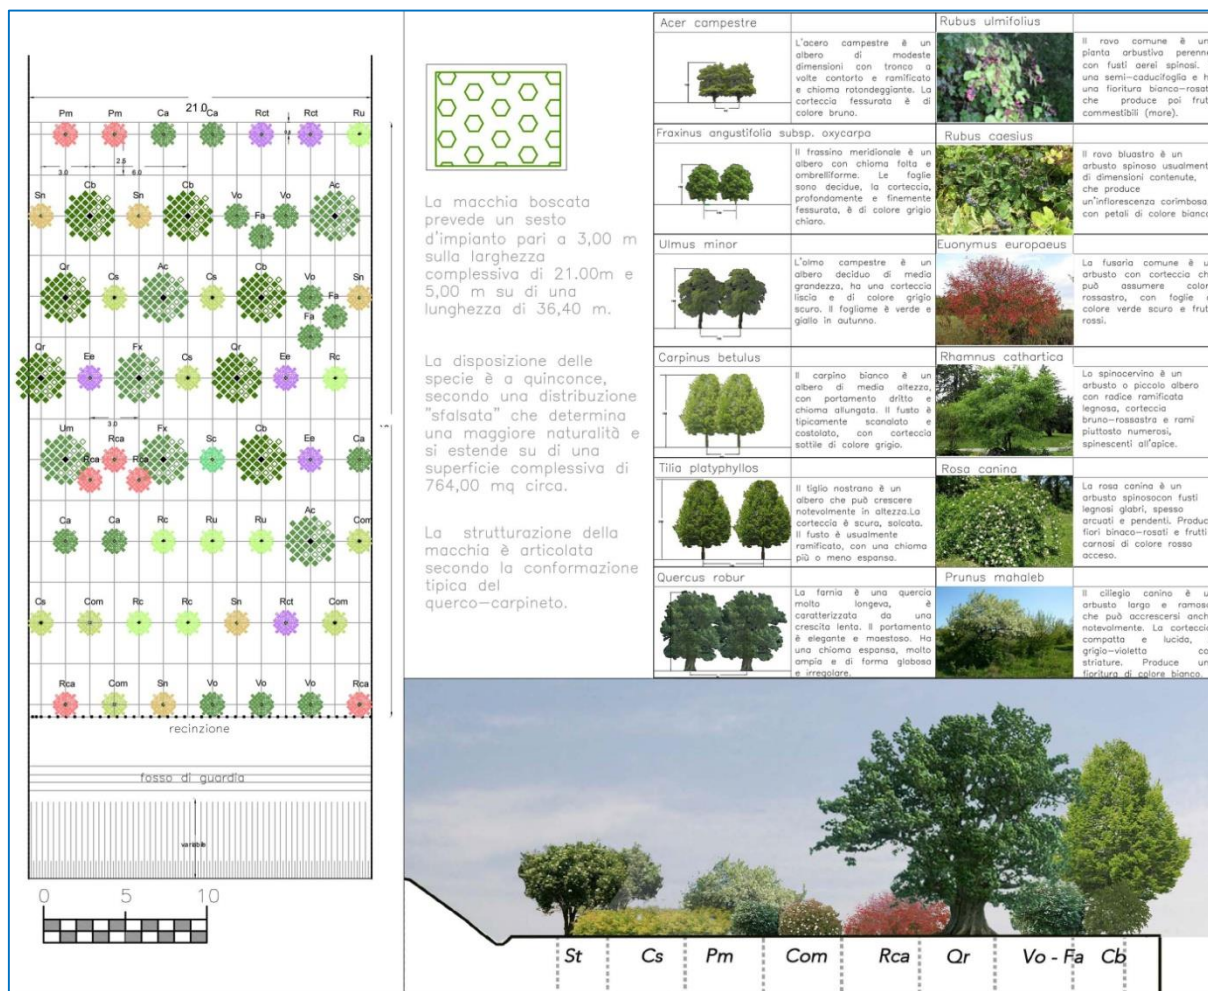 21.0
Pm Pm Ca Ca Rct Rct Ru
2.5
3.0 6.0
Sn Cb Sn Cb Vo Vo Ac
Fa
Qr Cs Ac Cs Cb Vo Sn
Fa
Fa
Qr Ee Fx Cs Qr Ee Rc
3.0
Um Rca Fx Sc Cb Ee Ca
Rca Rca
Ca Ca Rc Ru Ru Ac Com
Cs Com Rc Rc Sn Rct Com
Rca Com Sn Vo Vo Vo Rca
recinzione
fosso di guardia
variabile
0 5 10
La macchia boscata
prevede un sesto
d'impianto pari a 3,00 m
sulla larghezza
complessiva di 21.00m e
5,00 m su di una
lunghezza di 36,40 m.
La disposizione delle
specie è a quinconce,
secondo una distribuzione
"sfalsata" che determina
una maggiore naturalità e
si estende su di una
superficie complessiva di
764,00 mq circa.
La strutturazione della
macchia è articolata
secondo la conformazione
tipica del
querco-carpineto.
Acer campestre
L'acero campestre è un
albero di modeste
dimensioni con tronco a
volte contorto e ramificato
e chioma rotondeggiante. La
corteccia fessurata è di
colore bruno.
Fraxinus angustifolia subsp. oxycarpa
Il frassino meridionale è un
albero con chioma folta e
ombrelliforme. Le foglie
sono decidue, la corteccia,
profondamente e finemente
fessurata, è di colore grigio
chiaro.
Ulmus minor
L'olmo campestre è un
albero deciduo di media
grandezza, ha una corteccia
liscia e di colore grigio
scuro. Il fogliame è verde e
giallo in autunno.
Carpinus betulus
Il carpino bianco è un
albero di media altezza,
con portamento dritto e
chioma allungata. Il fusto è
tipicamente scanalato e
costolato, con corteccia
sottile di colore grigio.
Tilia platyphyllos
Il tiglio nostrano è un
albero che può crescere
notevolmente in altezza.La
corteccia è scura, solcata.
Il fusto è usualmente
ramificato, con una chioma
più o meno espansa.
Quercus robur
La farnia è una quercia
molto longeva, è
caratterizzata da una
crescita lenta. Il portamento
è elegante e maestoso. Ha
una chioma espansa, molto
ampia e di forma globosa
e irregolare.
Rubus ulmifolius
Il rovo comune è un
pianta arbustiva perenne
con fusti aerei spinosi.
una semi-caducifoglia e h
una fioritura bianco-rosat
che produce poi frut
commestibili (more).
Rubus caesius
Il rovo bluastro è un
arbusto spinoso usualment
di dimensioni contenute,
che produce
un'inflorescenza corimbosa,
con petali di colore bianco
Euonymus europaeus
La fusaria comune è u
arbusto con corteccia ch
può assumere color
rossastro, con foglie d
colore verde scuro e frut
rossi.
Rhamnus cathartica
Lo spinocervino è un
arbusto o piccolo albero
con radice ramificata
legnosa, corteccia
bruno-rossastra e rami
piuttosto numerosi,
spinescenti all'apice.
Rosa canina
La rosa canina è un
arbusto spinosocon fusti
legnosi glabri, spesso
arcuati e pendenti. Produc
fiori binaco-rosati e frutti
carnosi di colore rosso
acceso.
Prunus mahaleb
Il ciliegio canino è u
arbusto largo e ramoso
che può accrescersi anch
notevolmente. La corteccia
compatta e lucida,
grigio-violetto co
striature. Produce un
fioritura di colore bianco.
St Cs Pm Com Rca Qr Vo - Fa Cb